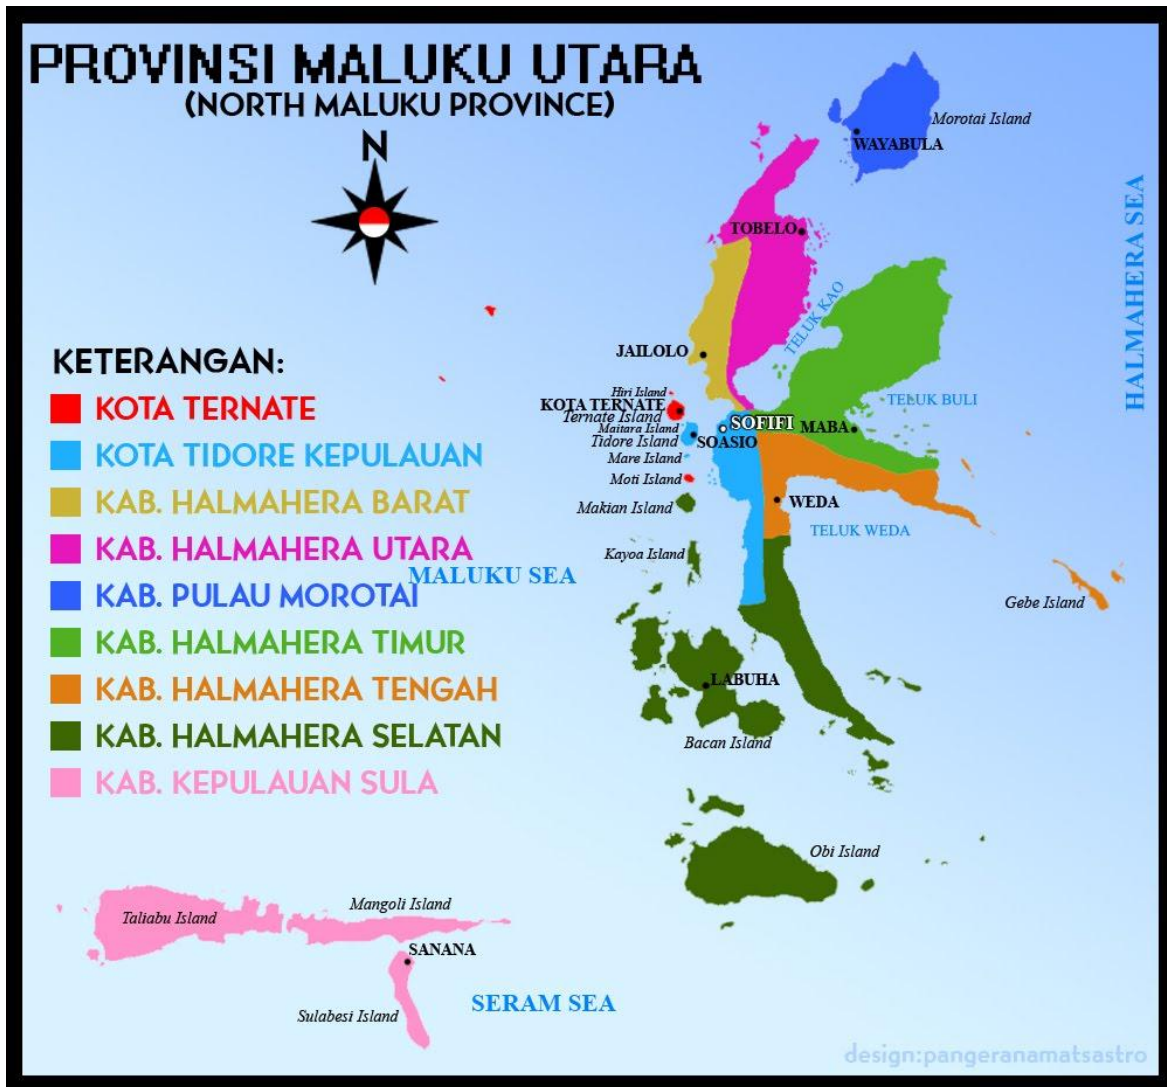 PROVINSI MALUKU UTARA
(NORTH MALUKU PROVINCE)
N
Morotai Island
WAYABULA
HALMAHERA SEA
TOBELO
TELUK KAO
JAILOLO
KETERANGAN:
KOTA TERNATE
KOTA TIDORE KEPULAUAN
KAB. HALMAHERA BARAT
KAB. HALMAHERA UTARA
KAB. PULAU MOROTAI
KAB. HALMAHERA TIMUR
KAB. HALMAHERA TENGAH
KAB. HALMAHERA SELATAN
KAB. KEPULAUAN SULA
Hiri Island
KOTA TERNATE
Ternate Island
Maitara Island
Tidore Island
SOFIFI
SOASIO
MABA
TELUK BULI
Mare Island
Moti Island
Makian Island
WEDA
TELUK WEDA
Kayoa Island
MALUKU SEA
Gebe Island
LABUHA
Bacan Island
Obi Island
Taliabu Island
Mangoli Island
SANANA
Sulabesi Island
SERAM SEA
design:pangeranamatsastro